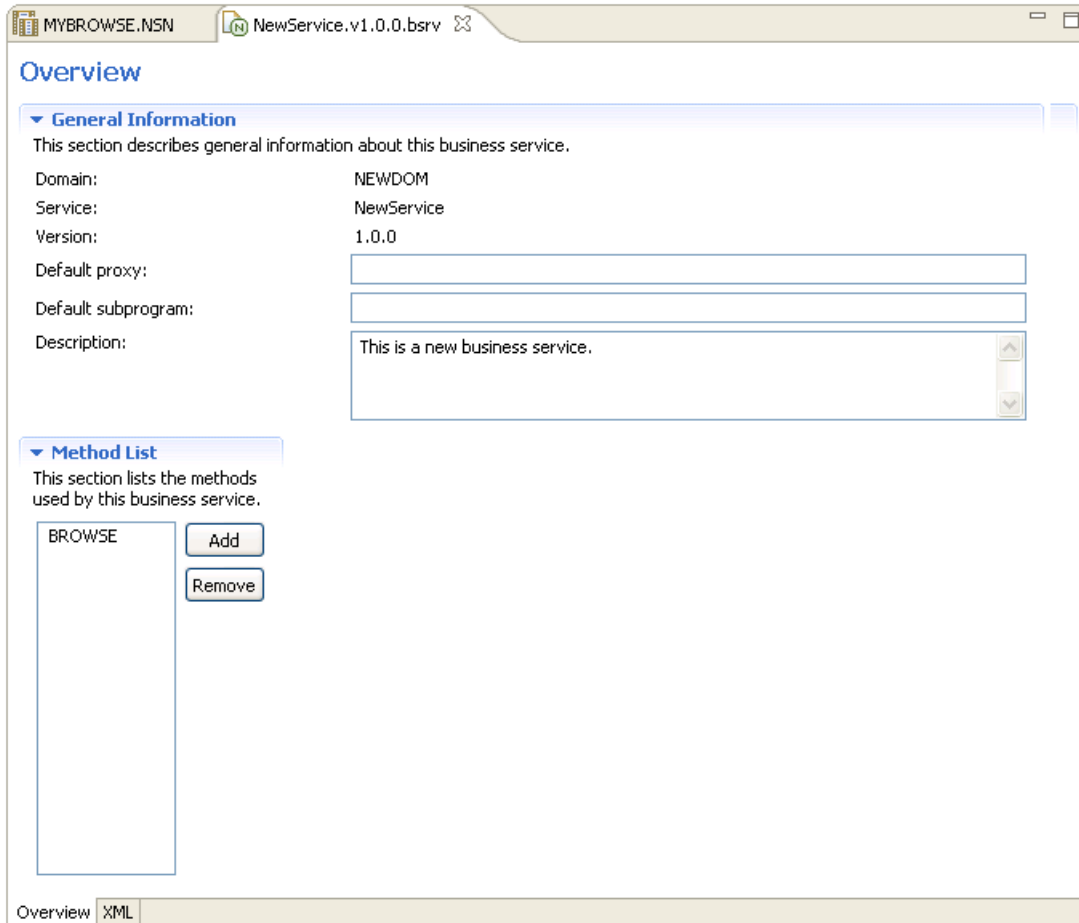 MYBROWSE.NSN
NewService.v1.0.0.bsrv
Overview
General Information
This section describes general information about this business service.
Domain: NEWDOM
Service: NewService
Version: 1.0.0
Default proxy:
Default subprogram:
Description: This is a new business service.
Method List
This section lists the methods
used by this business service.
BROWSE
Add
Remove
Overview XML